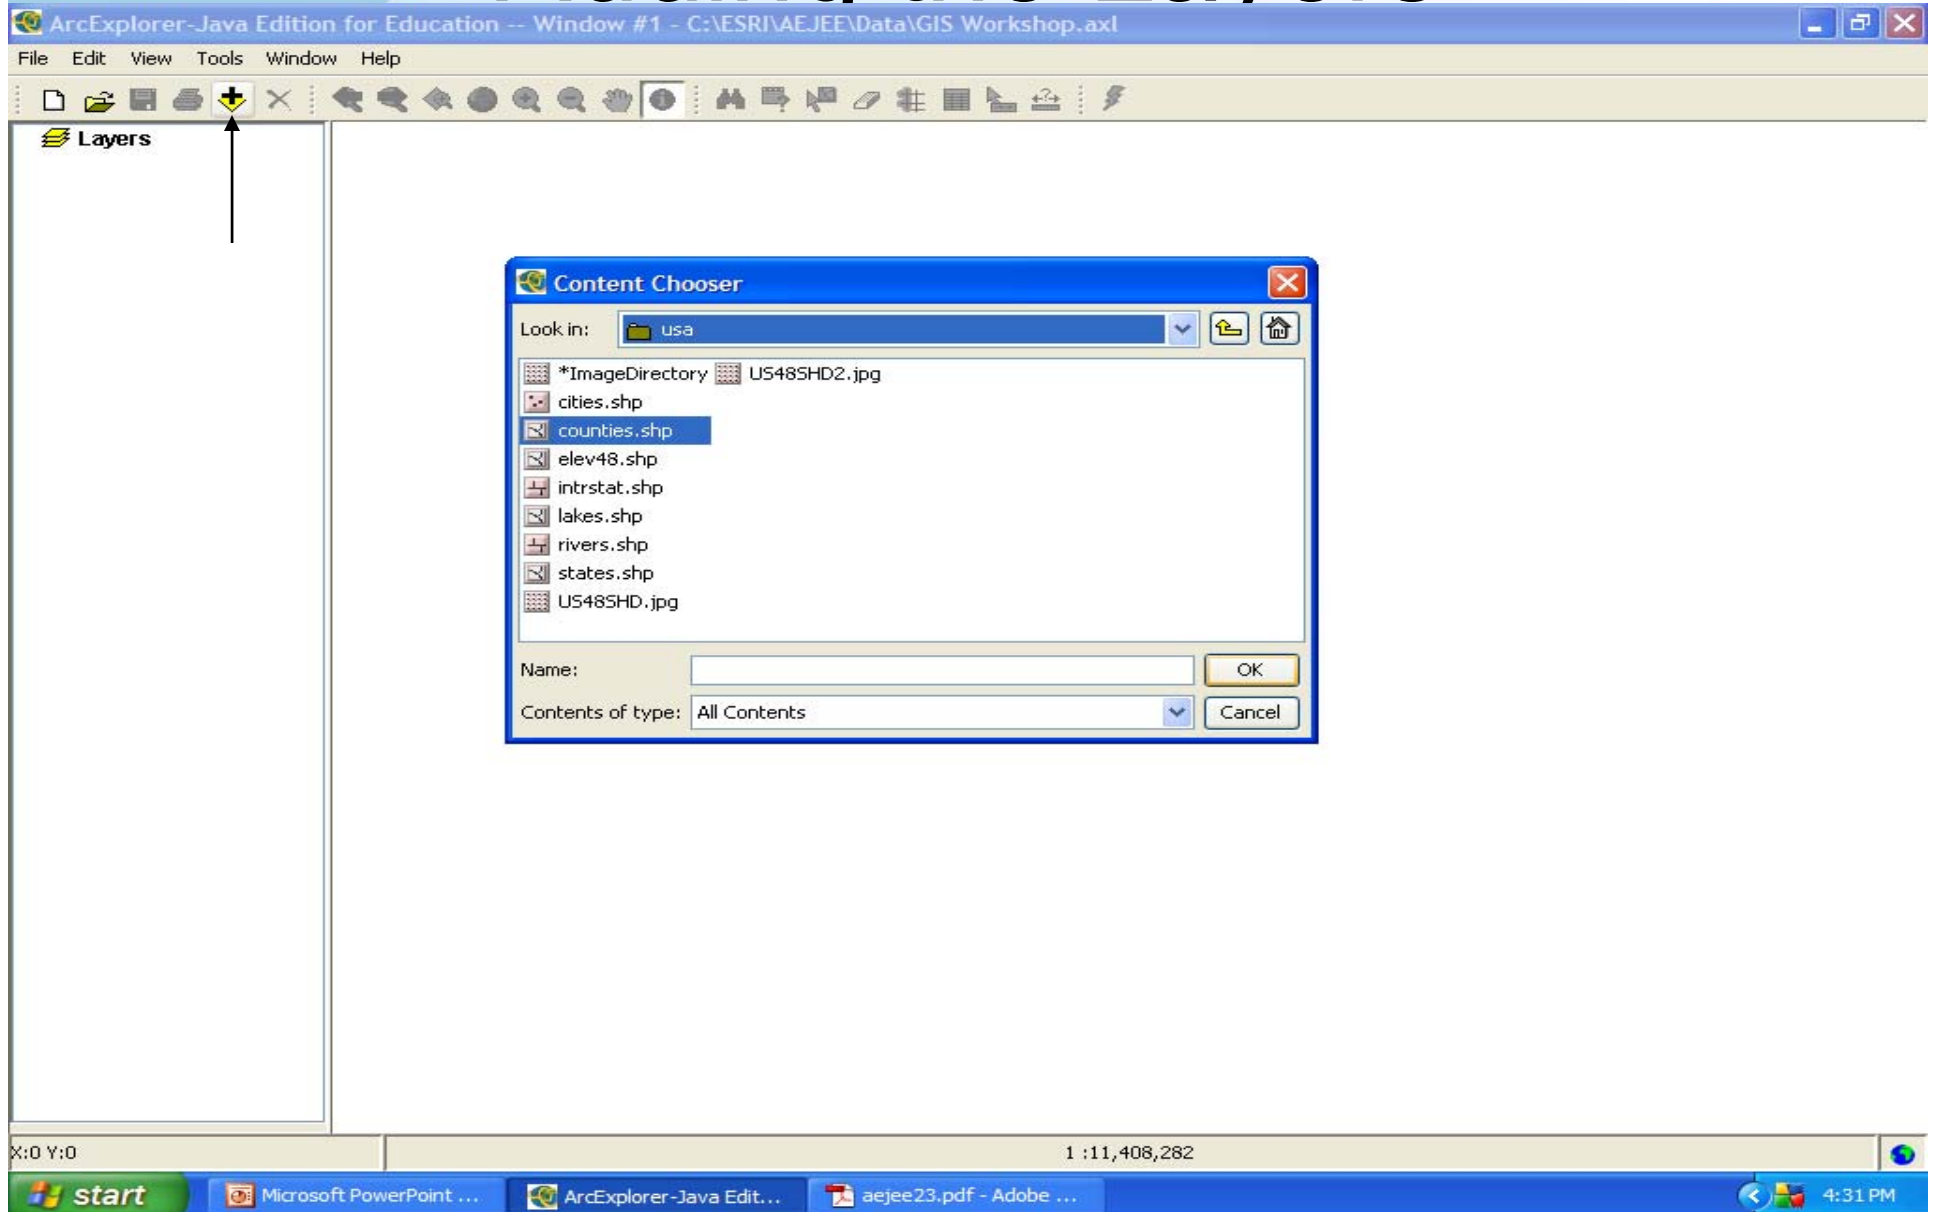 Adding the Layers
ArcExplorer-Java Edition for Education -- Window #1 - C:\ESRI\AEJEE\Data\GIS Workshop.axl
File Edit View Tools Window Help
Layers
Content Chooser
Look in: usa
*ImageDirectory US48SHD2.jpg
cities.shp
counties.shp
elev48.shp
intrstat.shp
lakes.shp
rivers.shp
states.shp
US48SHD.jpg
Name: OK
Contents of type: All Contents Cancel
X:0 Y:0 1 :11,408,282
start Microsoft PowerPoint ... ArcExplorer-Java Edit... aejee23.pdf - Adobe ... 4:31 PM